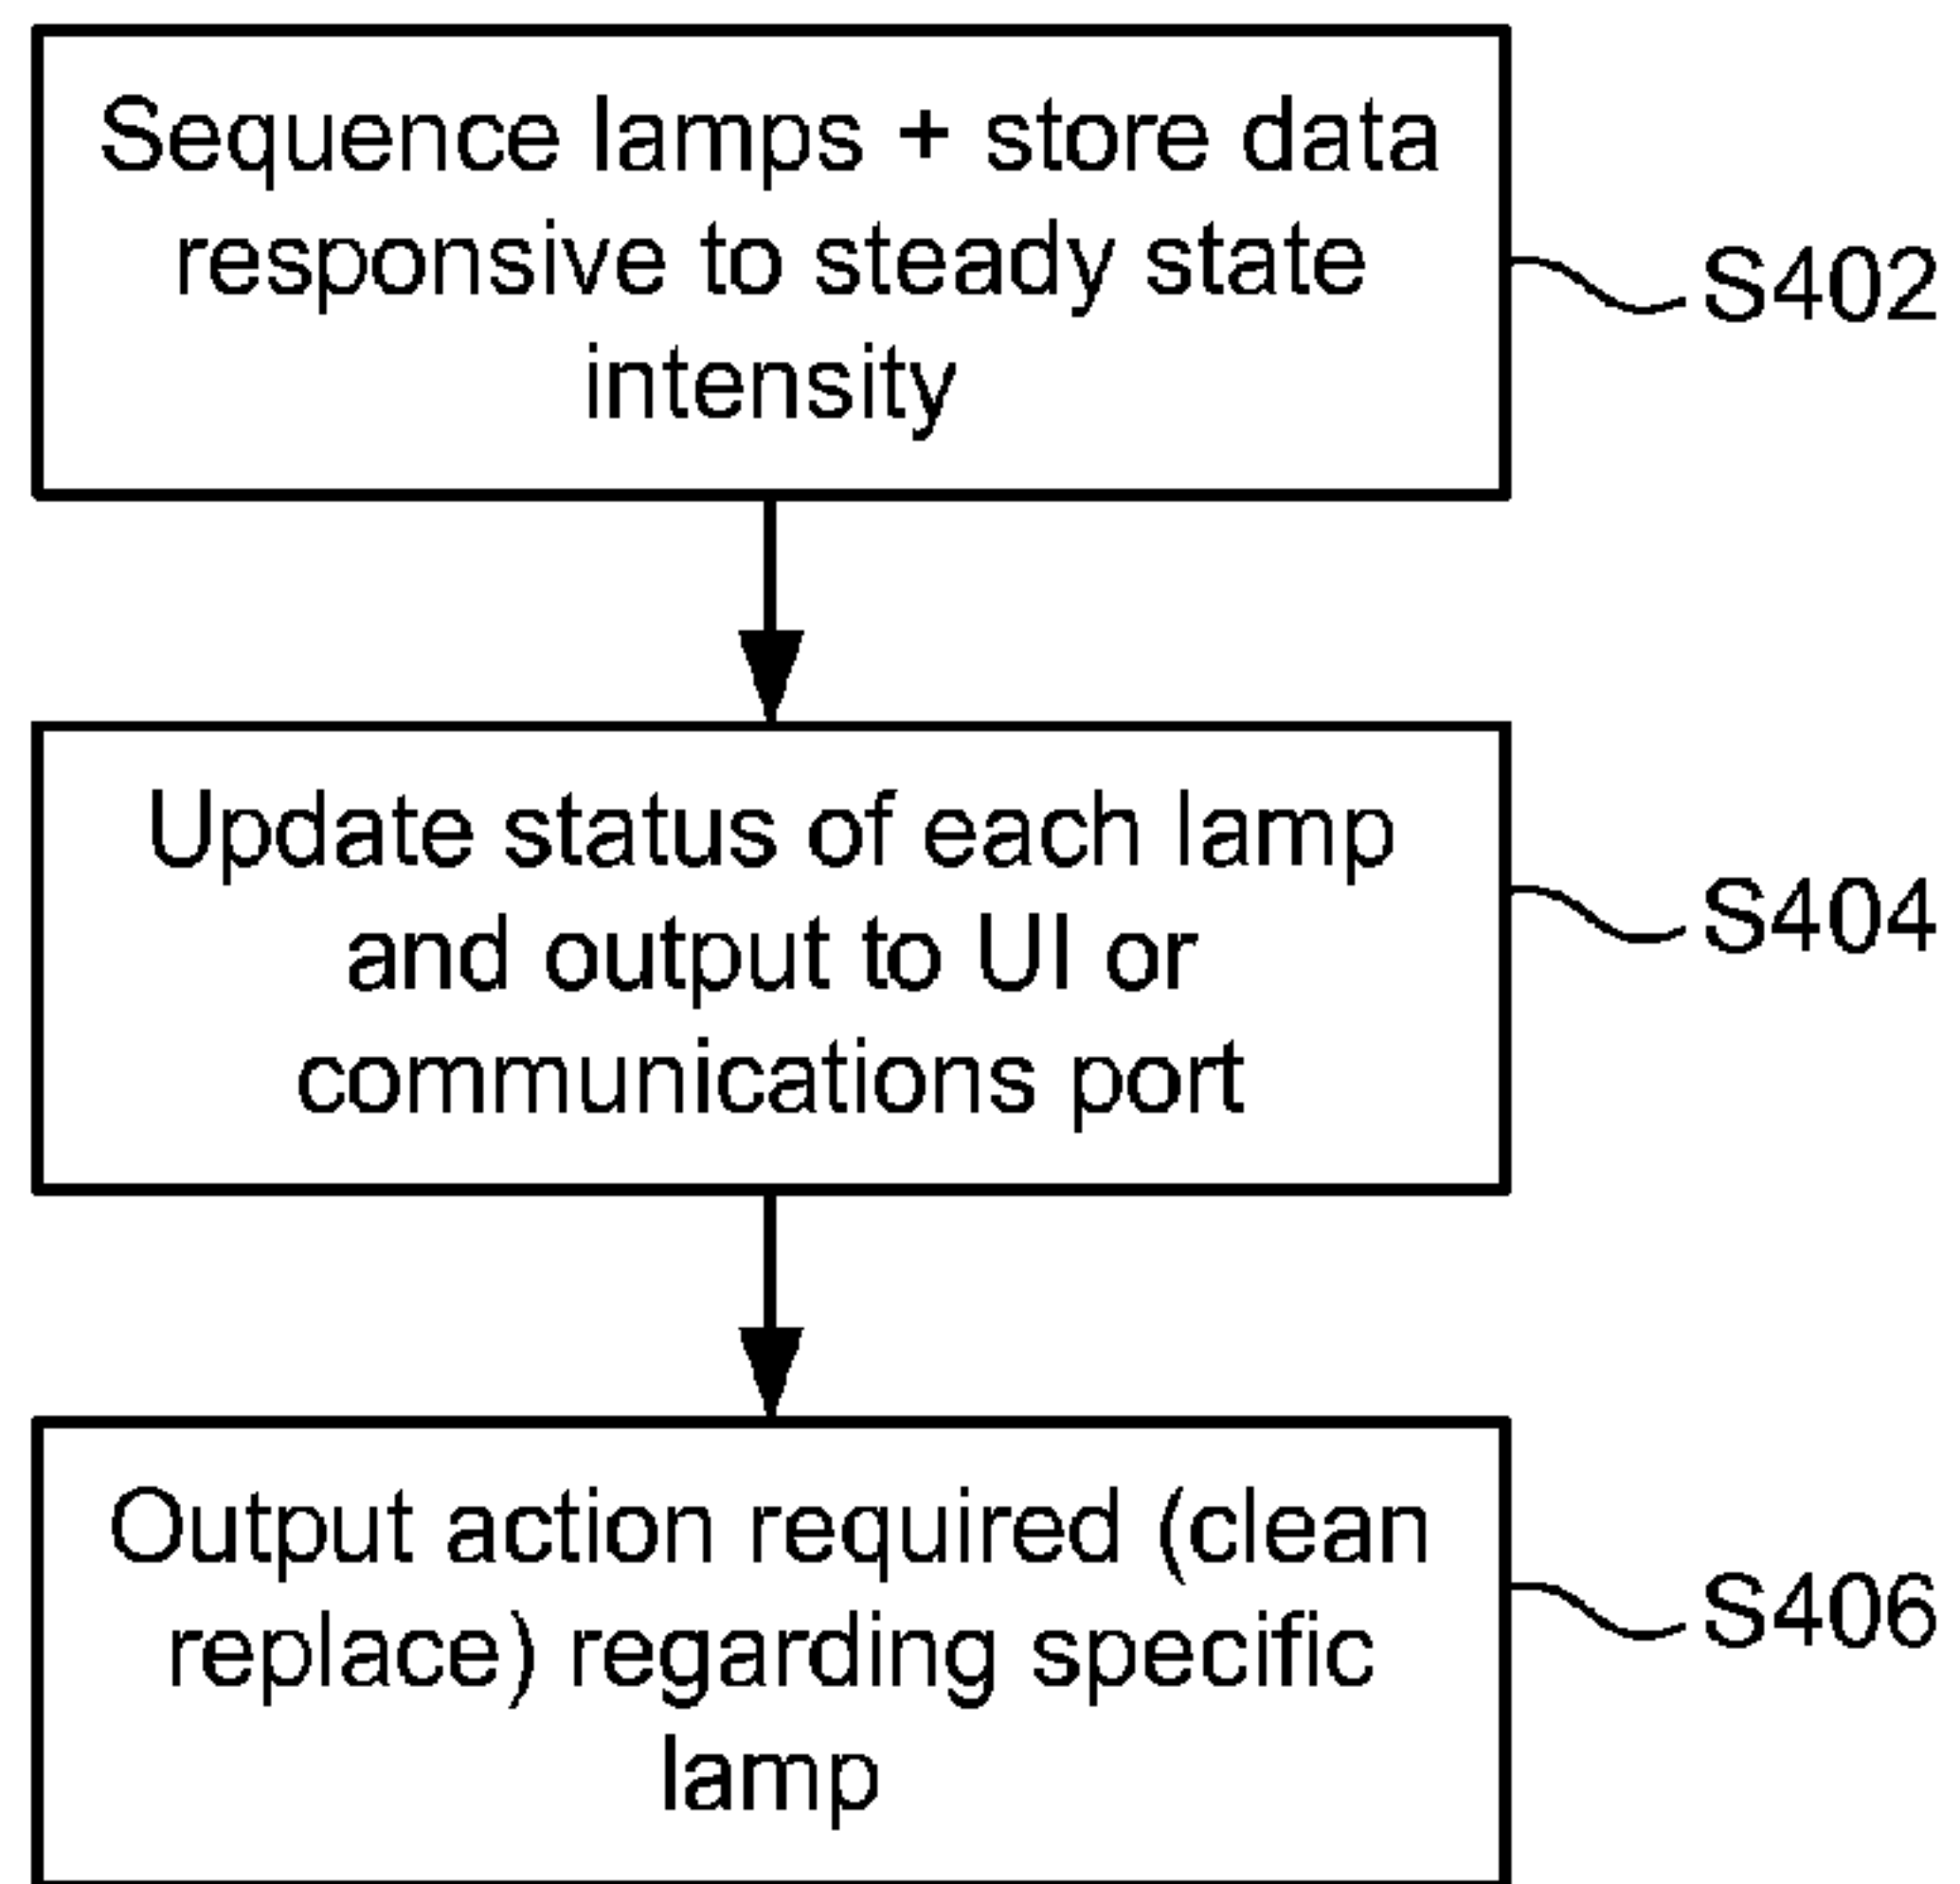 Sequence lamps + store data
responsive to steady state
intensity
S402
Update status of each lamp
and output to UI or
communications port
S404
Output action required (clean
replace) regarding specific
lamp
S406